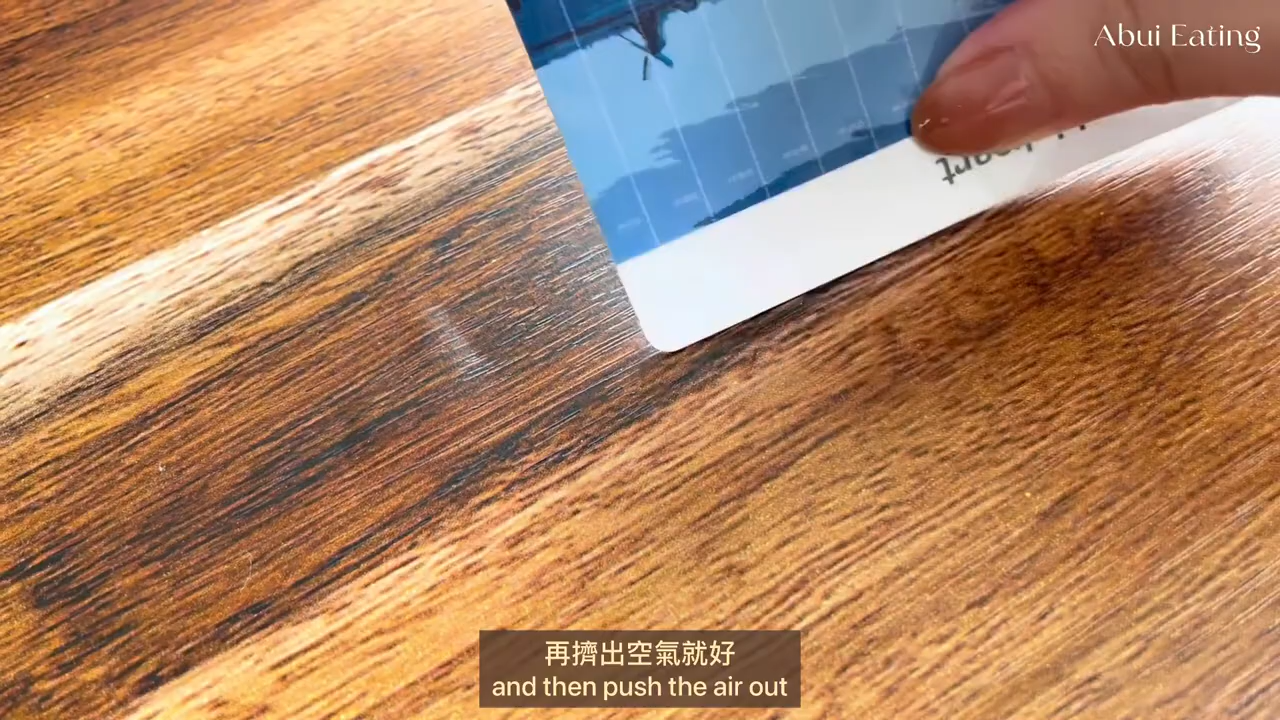 Abui Eating
再擠出空氣就好
and then push the air out